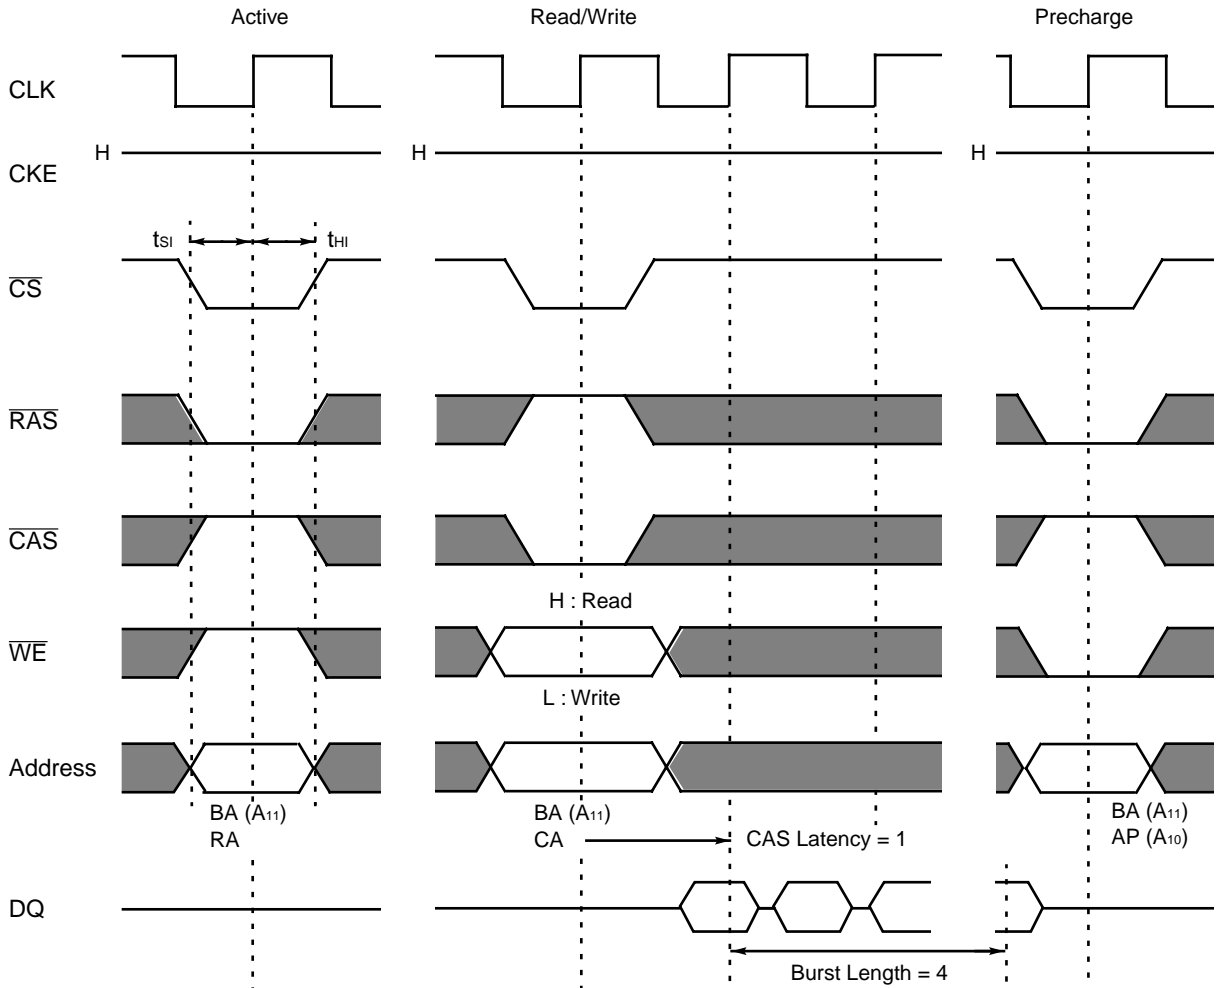 Active Read/Write Precharge
CLK
H H H
CKE
tSI tHI
CS
RAS
CAS
H : Read
WE
L : Write
Address
BA (A11) BA (A11) BA (A11)
RA CA CAS Latency = 1 AP (A10)
DQ
Burst Length = 4